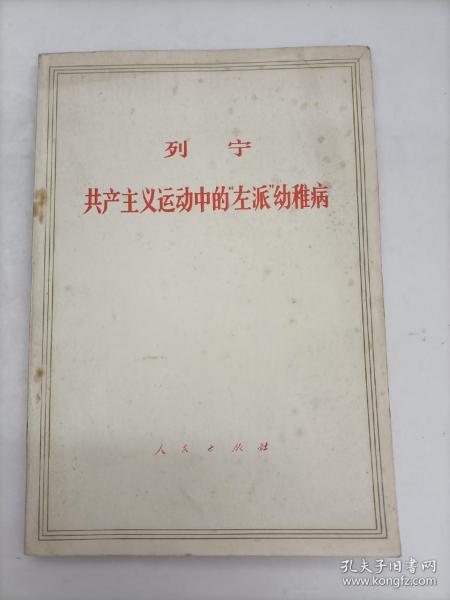 列 宁
共产主义运动中的“左派”幼稚病
人民出版社
孔夫子旧书网
www.kongfz.com